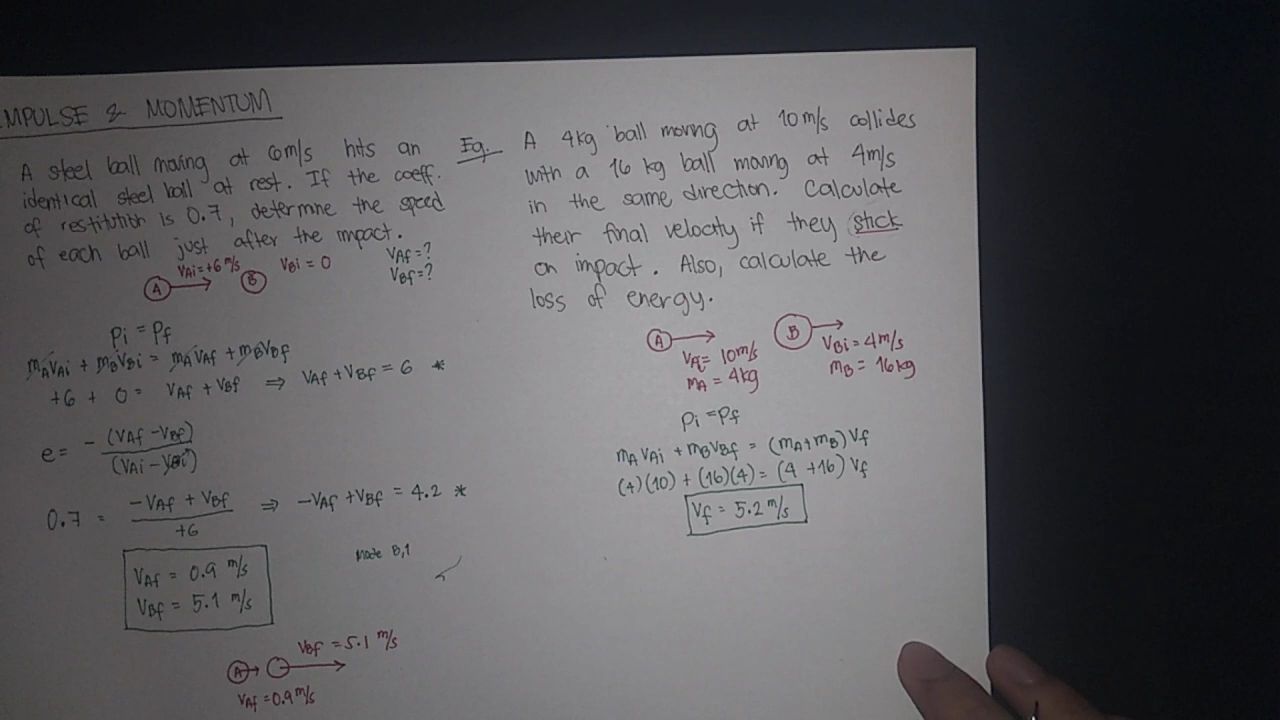 IMPULSE & MOMENTUM
A steel ball moving at 6m/s hits an
identical steel ball at rest. If the coeff.
of restitution is 0.7, determine the speed
of each ball just after the impact.
VAi=+6 m/s
VBi = 0
VAf = ?
VBf = ?
A
B
Pi = Pf
mAVAi + mBVBi = mAVAf + mBVBf
+6 + 0 = VAf + VBf ⇒ VAf + VBf = 6 *
e = -(VAf - VBf) / (VAi - VBi)
0.7 = -VAf + VBf / +6 ⇒ -VAf + VBf = 4.2 *
Mode 5,1
VAf = 0.9 m/s
VBf = 5.1 m/s
VBf = 5.1 m/s
A
VAf = 0.9 m/s
Eg. A 4kg ball moving at 10m/s collides
with a 16 kg ball moving at 4m/s
in the same direction. Calculate
their final velocity if they stick
on impact. Also, calculate the
loss of energy.
A
B
VAi = 10m/s
mA = 4kg
VBi = 4m/s
mB = 16kg
Pi = Pf
mAVAi + mBVBf = (mA+mB) Vf
(4)(10) + (16)(4) = (4 +16) Vf
Vf = 5.2 m/s